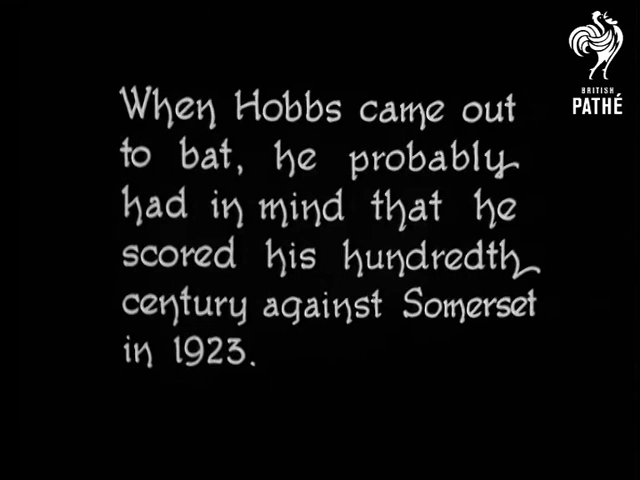 BRITISH
PATHÉ
When Hobbs came out
to bat, he probably
had in mind that he
scored his hundredth
century against Somerset
in 1923.